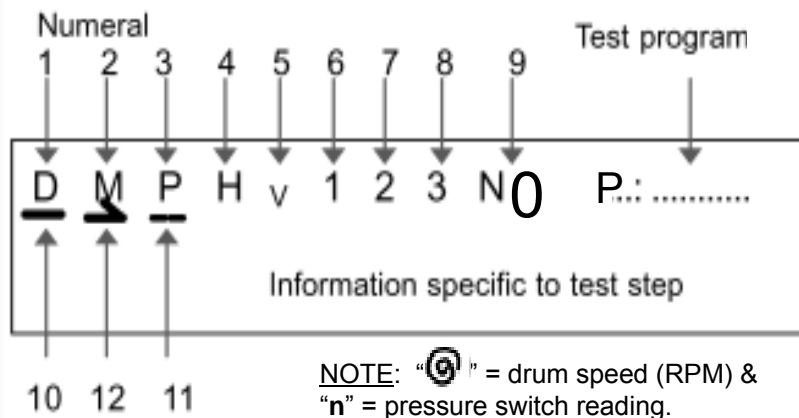 Numeral
Test program
1 2 3 4 5 6 7 8 9
D M P H v 1 2 3 N0 P..: ...........
Information specific to test step
10 12 11
NOTE: “ ” = drum speed (RPM) &
“n” = pressure switch reading.